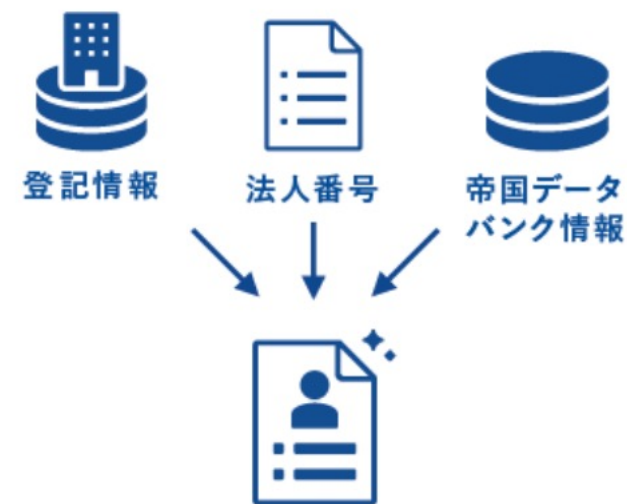 登記情報
法人番号
帝国データ
バンク情報